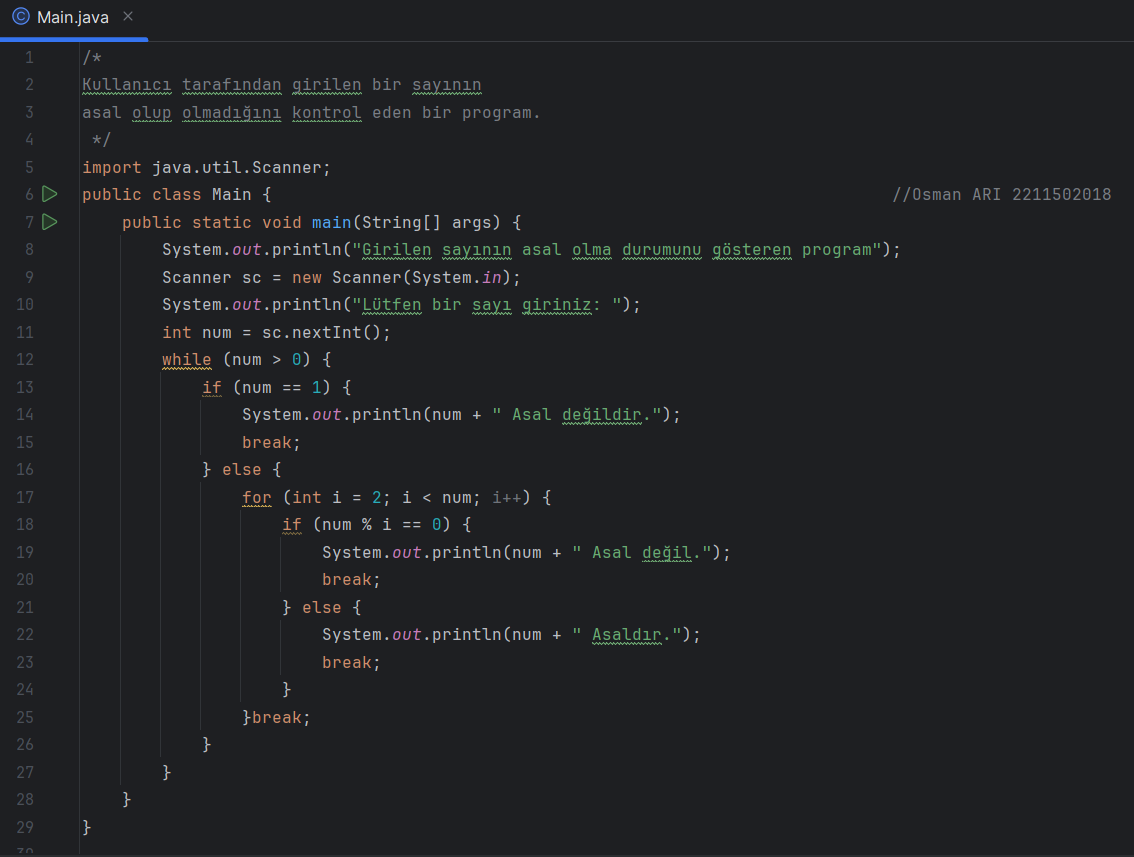 Main.java
1 /*
2 Kullanıcı tarafından girilen bir sayının
3 asal olup olmadığını kontrol eden bir program.
4  */
5 import java.util.Scanner;
6 public class Main { //Osman ARI 2211502018
7     public static void main(String[] args) {
8         System.out.println("Girilen sayının asal olma durumunu gösteren program");
9         Scanner sc = new Scanner(System.in);
10         System.out.println("Lütfen bir sayı giriniz: ");
11         int num = sc.nextInt();
12         while (num > 0) {
13             if (num == 1) {
14                 System.out.println(num + " Asal değildir.");
15                 break;
16             } else {
17                 for (int i = 2; i < num; i++) {
18                     if (num % i == 0) {
19                         System.out.println(num + " Asal değil.");
20                         break;
21                     } else {
22                         System.out.println(num + " Asaldır.");
23                         break;
24                     }
25                 }break;
26             }
27         }
28     }
29 }
30